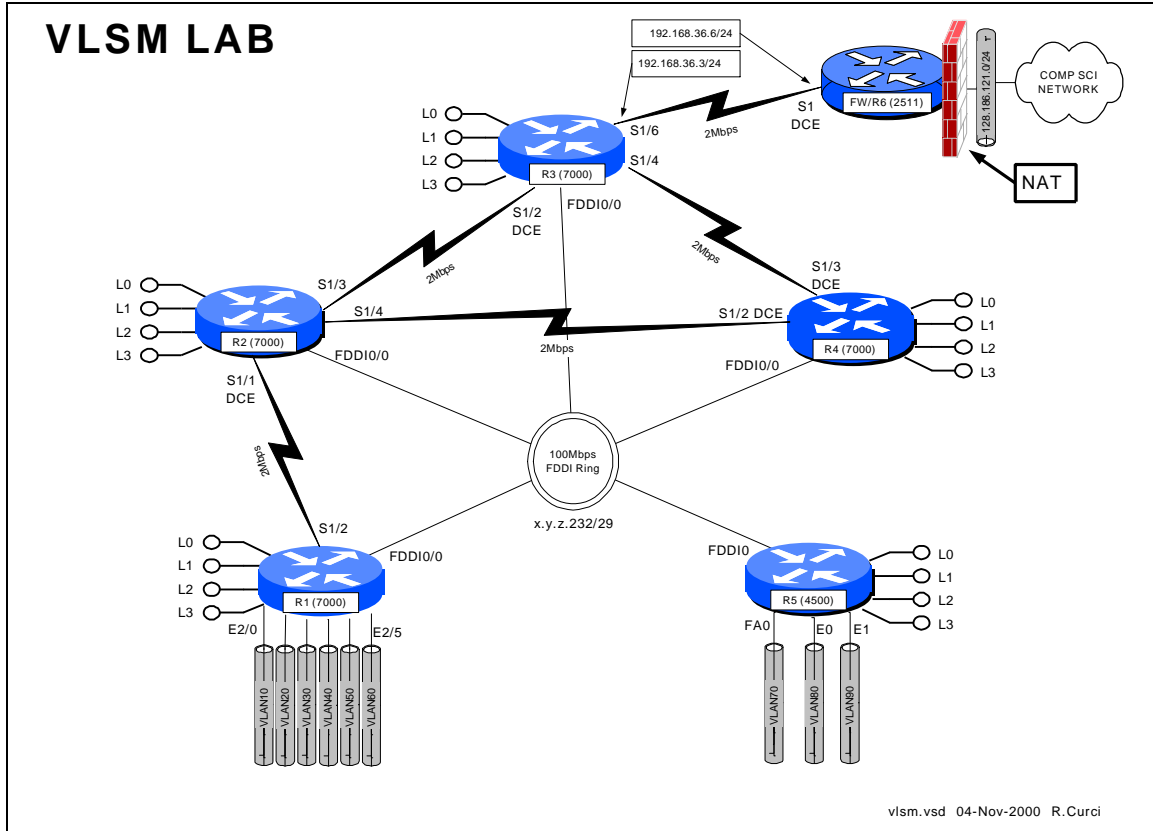 VLSM LAB
192.168.36.6/24
192.168.36.3/24
S1
DCE
FW/R6 (2511)
128.186.121.0/24
COMP SCI
NETWORK
NAT
2Mbps
L0
L1
L2
L3
S1/6
S1/4
R3 (7000)
S1/2
DCE
FDDI0/0
2Mbps
2Mbps
L0
L1
L2
L3
S1/3
S1/4
R2 (7000)
FDDI0/0
S1/1
DCE
2Mbps
S1/3
DCE
S1/2 DCE
R4 (7000)
FDDI0/0
L0
L1
L2
L3
2Mbps
100Mbps
FDDI Ring
x.y.z.232/29
S1/2
L0
L1
L2
L3
FDDI0/0
R1 (7000)
E2/0
E2/5
VLAN10
VLAN20
VLAN30
VLAN40
VLAN50
VLAN60
FDDI0
R5 (4500)
L0
L1
L2
L3
FA0
E0
E1
VLAN70
VLAN80
VLAN90
vlsm.vsd 04-Nov-2000 R.Curci